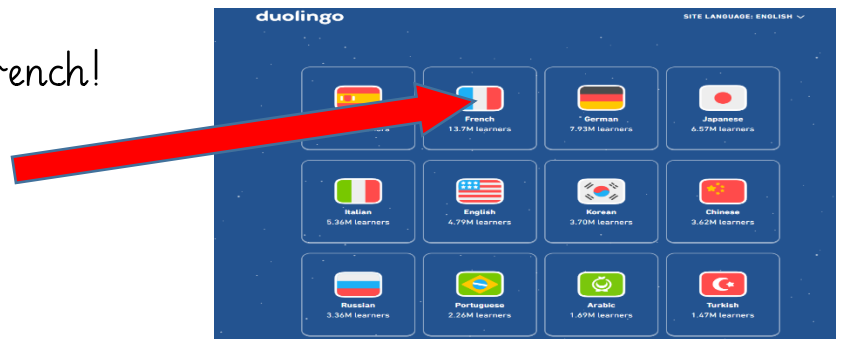 duolingo
SITE LANGUAGE: ENGLISH
rench!
French
13.7M learners
German
7.93M learners
Japanese
6.57M learners
Italian
5.36M learners
English
4.79M learners
Korean
3.70M learners
Chinese
3.62M learners
Russian
3.36M learners
Portuguese
2.26M learners
Arabic
1.69M learners
Turkish
1.47M learners